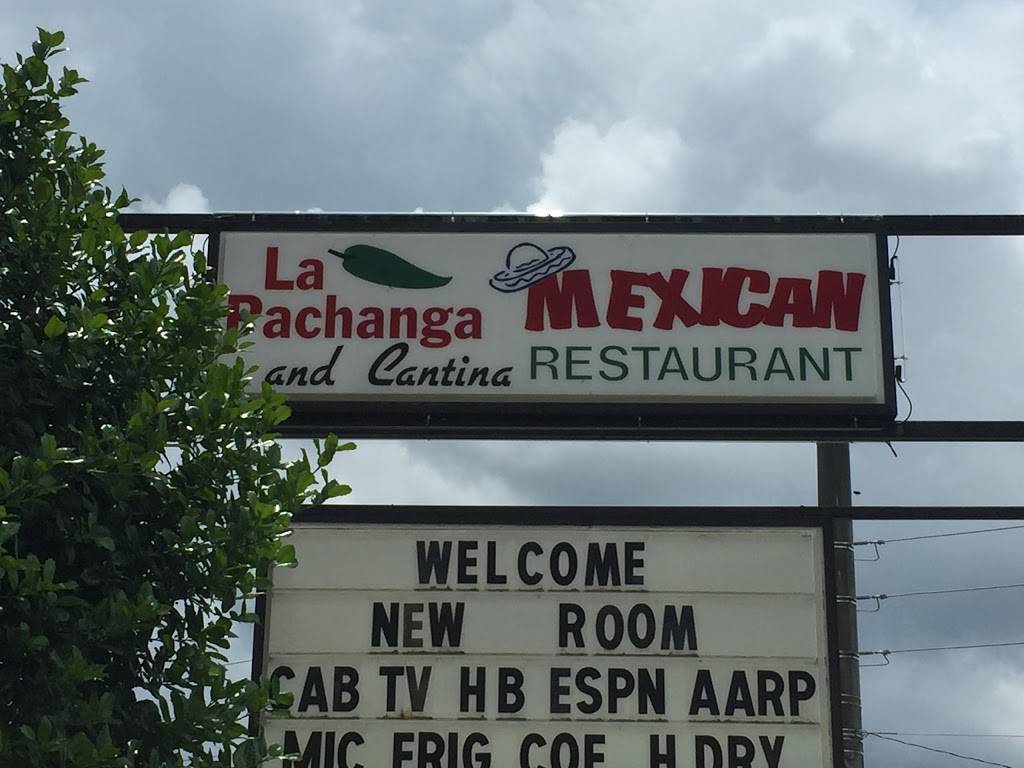 La
Pachanga
and Cantina
MEXICAN
RESTAURANT
WELCOME
NEW ROOM
CAB TV HB ESPN AARP
MIC FRIG COF H DRY